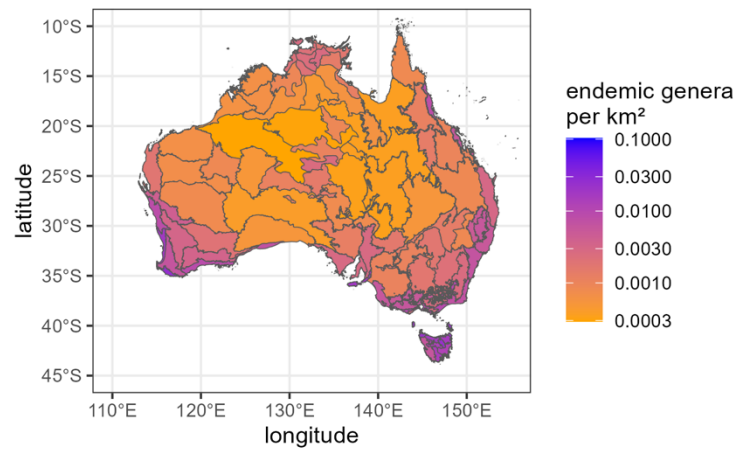 10°S
15°S
20°S
25°S
30°S
35°S
40°S
45°S
latitude
110°E 120°E 130°E 140°E 150°E
longitude
endemic genera
per km²
0.1000
0.0300
0.0100
0.0030
0.0010
0.0003